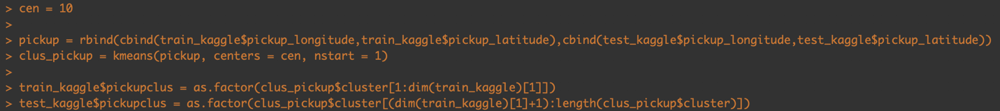 > cen = 10
>
> pickup = rbind(cbind(train_kaggle$pickup_longitude,train_kaggle$pickup_latitude),cbind(test_kaggle$pickup_longitude,test_kaggle$pickup_latitude))
> clus_pickup = kmeans(pickup, centers = cen, nstart = 1)
>
> train_kaggle$pickupclus = as.factor(clus_pickup$cluster[1:dim(train_kaggle)[1]])
> test_kaggle$pickupclus = as.factor(clus_pickup$cluster[(dim(train_kaggle)[1]+1):length(clus_pickup$cluster)])